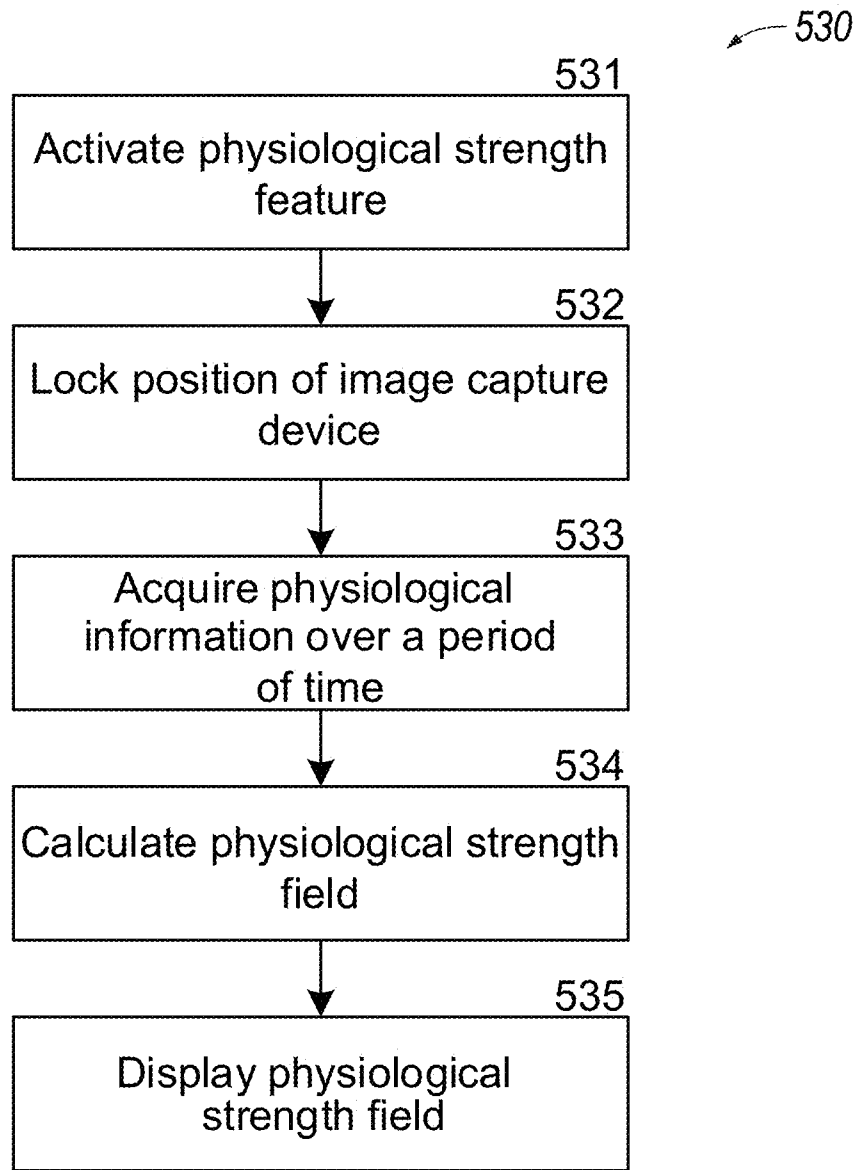 530
531
Activate physiological strength
feature
532
Lock position of image capture
device
533
Acquire physiological
information over a period
of time
534
Calculate physiological strength
field
535
Display physiological
strength field